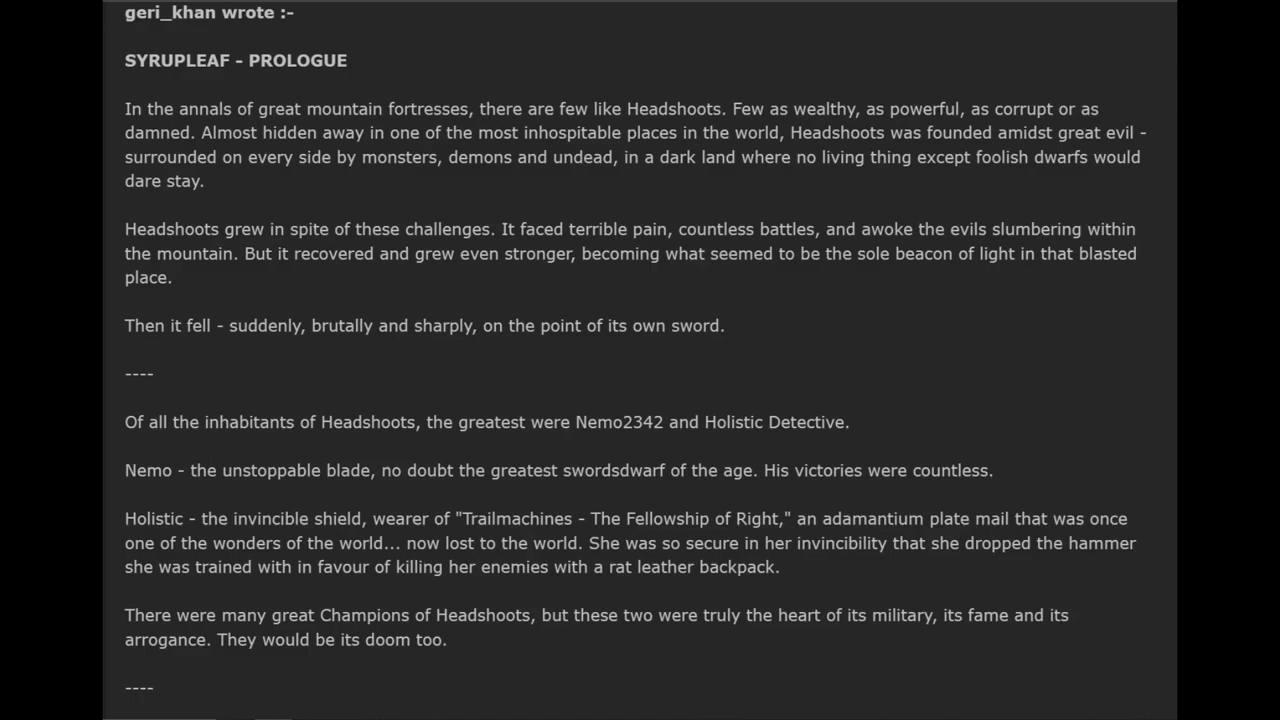 geri_khan wrote :-
SYRUPLEAF - PROLOGUE
In the annals of great mountain fortresses, there are few like Headshoots. Few as wealthy, as powerful, as corrupt or as
damned. Almost hidden away in one of the most inhospitable places in the world, Headshoots was founded amidst great evil -
surrounded on every side by monsters, demons and undead, in a dark land where no living thing except foolish dwarfs would
dare stay.
Headshoots grew in spite of these challenges. It faced terrible pain, countless battles, and awoke the evils slumbering within
the mountain. But it recovered and grew even stronger, becoming what seemed to be the sole beacon of light in that blasted
place.
Then it fell - suddenly, brutally and sharply, on the point of its own sword.
----
Of all the inhabitants of Headshoots, the greatest were Nemo2342 and Holistic Detective.
Nemo - the unstoppable blade, no doubt the greatest swordsdwarf of the age. His victories were countless.
Holistic - the invincible shield, wearer of "Trailmachines - The Fellowship of Right," an adamantium plate mail that was once
one of the wonders of the world... now lost to the world. She was so secure in her invincibility that she dropped the hammer
she was trained with in favour of killing her enemies with a rat leather backpack.
There were many great Champions of Headshoots, but these two were truly the heart of its military, its fame and its
arrogance. They would be its doom too.
----